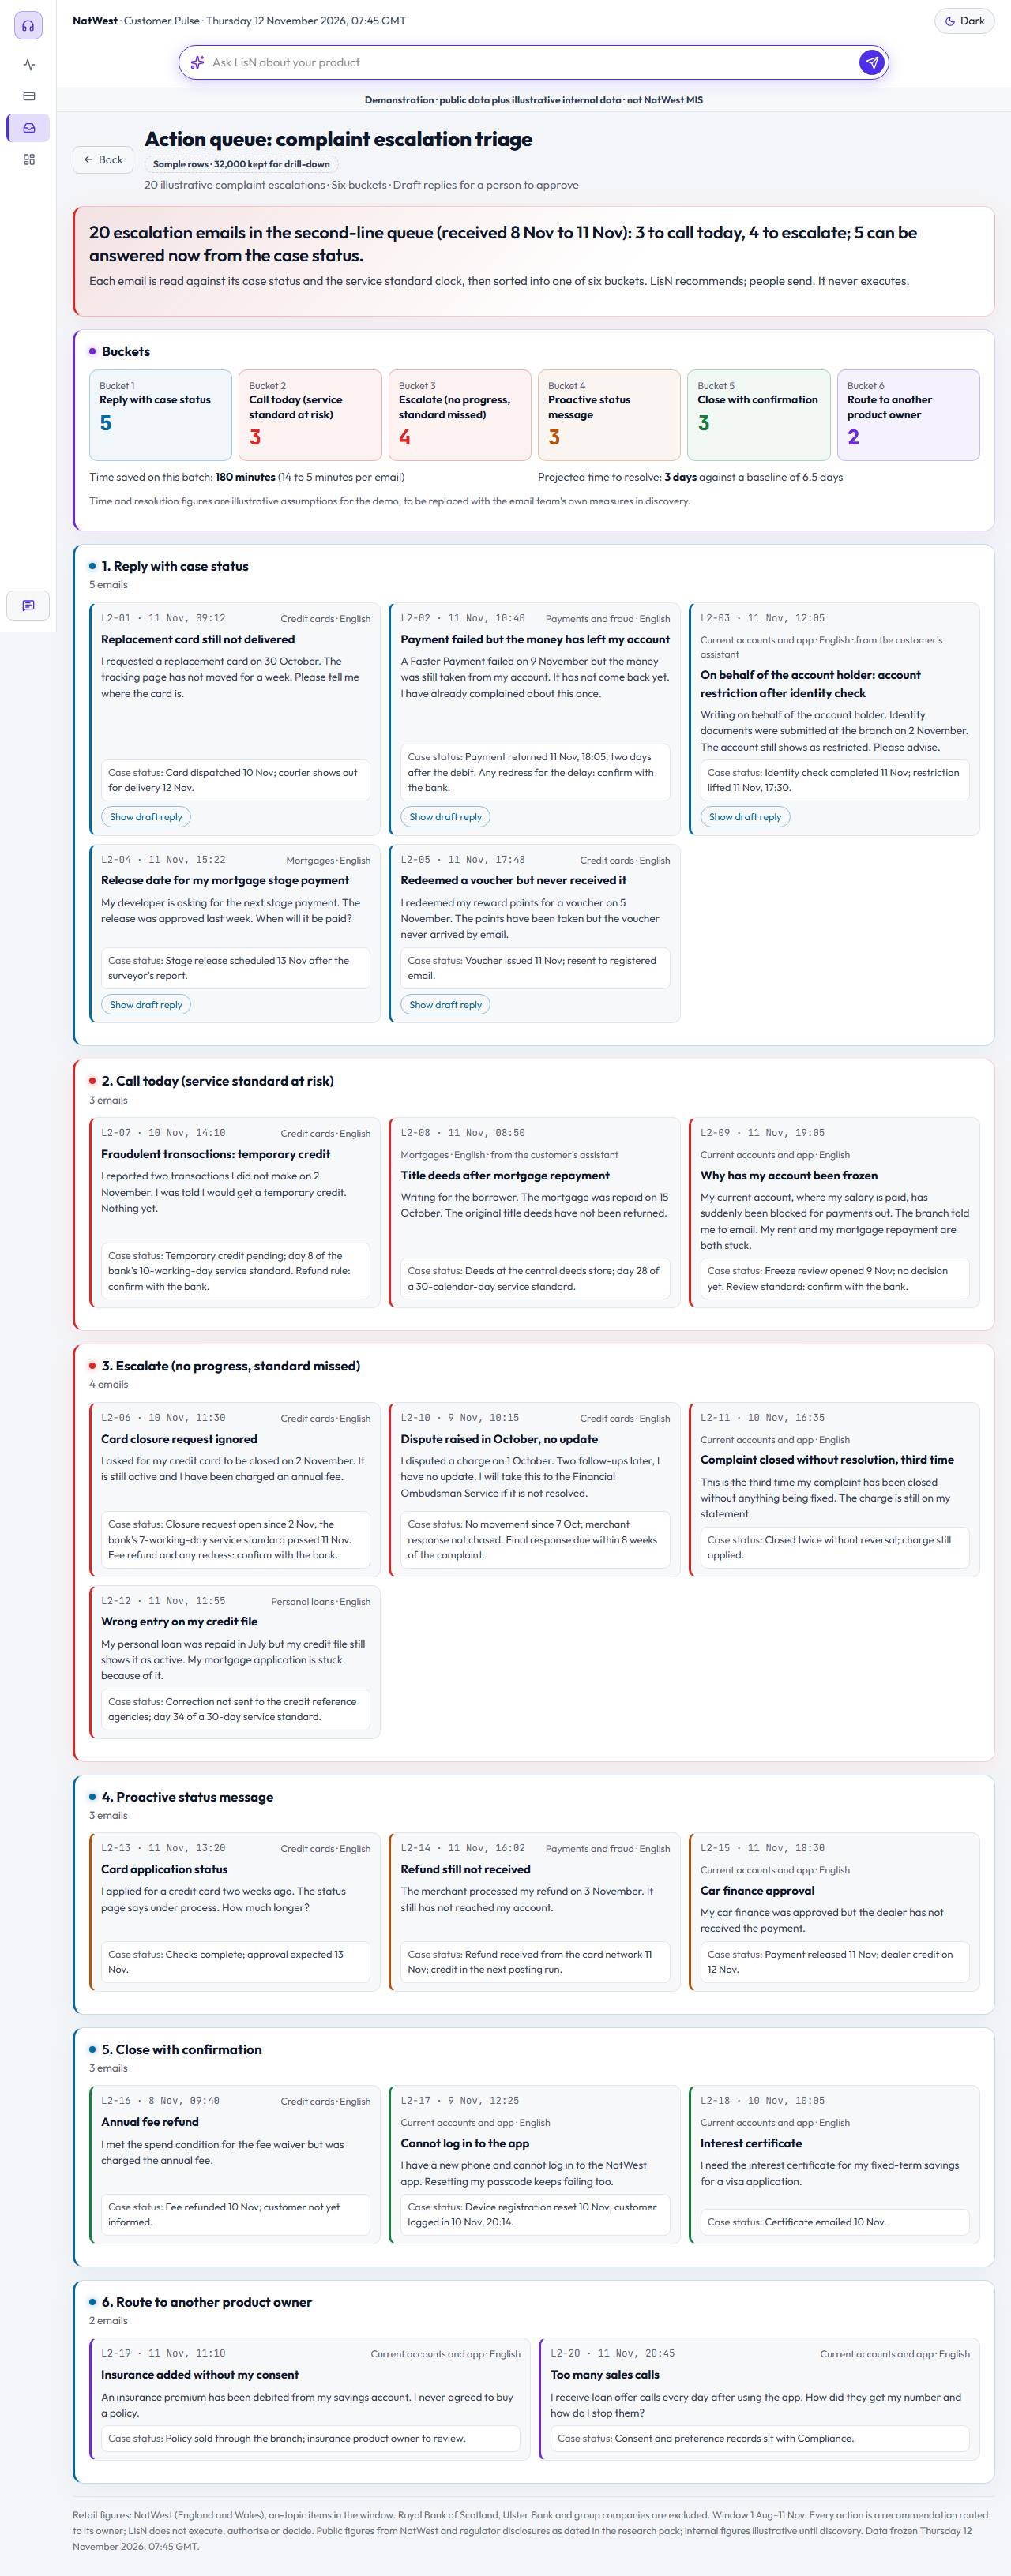 NatWest · Customer Pulse · Thursday 12 November 2026, 07:45 GMT
Dark
Ask LisN about your product
Demonstration · public data plus illustrative internal data · not NatWest MIS
Back
Action queue: complaint escalation triage
Sample rows · 32,000 kept for drill-down
20 illustrative complaint escalations · Six buckets · Draft replies for a person to approve
20 escalation emails in the second-line queue (received 8 Nov to 11 Nov): 3 to call today, 4 to escalate; 5 can be
answered now from the case status.
Each email is read against its case status and the service standard clock, then sorted into one of six buckets. LisN recommends; people send. It never executes.
Buckets
Bucket 1
Reply with case status
5
Bucket 2
Call today (service
standard at risk)
3
Bucket 3
Escalate (no progress,
standard missed)
4
Bucket 4
Proactive status
message
3
Bucket 5
Close with confirmation
3
Bucket 6
Route to another
product owner
2
Time saved on this batch: 180 minutes (14 to 5 minutes per email)
Projected time to resolve: 3 days against a baseline of 6.5 days
Time and resolution figures are illustrative assumptions for the demo, to be replaced with the email team's own measures in discovery.
1. Reply with case status
5 emails
L2-01 · 11 Nov, 09:12
Credit cards · English
Replacement card still not delivered
I requested a replacement card on 30 October. The
tracking page has not moved for a week. Please tell me
where the card is.
Case status: Card dispatched 10 Nov; courier shows out
for delivery 12 Nov.
Show draft reply
L2-02 · 11 Nov, 10:40
Payments and fraud · English
Payment failed but the money has left my account
A Faster Payment failed on 9 November but the money
was still taken from my account. It has not come back yet.
I have already complained about this once.
Case status: Payment returned 11 Nov, 18:05, two days
after the debit. Any redress for the delay: confirm with
the bank.
Show draft reply
L2-03 · 11 Nov, 12:05
Current accounts and app · English · from the customer's
assistant
On behalf of the account holder: account
restriction after identity check
Writing on behalf of the account holder. Identity
documents were submitted at the branch on 2 November.
The account still shows as restricted. Please advise.
Case status: Identity check completed 11 Nov; restriction
lifted 11 Nov, 17:30.
Show draft reply
L2-04 · 11 Nov, 15:22
Mortgages · English
Release date for my mortgage stage payment
My developer is asking for the next stage payment. The
release was approved last week. When will it be paid?
Case status: Stage release scheduled 13 Nov after the
surveyor's report.
Show draft reply
L2-05 · 11 Nov, 17:48
Credit cards · English
Redeemed a voucher but never received it
I redeemed my reward points for a voucher on 5
November. The points have been taken but the voucher
never arrived by email.
Case status: Voucher issued 11 Nov; resent to registered
email.
Show draft reply
2. Call today (service standard at risk)
3 emails
L2-07 · 10 Nov, 14:10
Credit cards · English
Fraudulent transactions: temporary credit
I reported two transactions I did not make on 2
November. I was told I would get a temporary credit.
Nothing yet.
Case status: Temporary credit pending; day 8 of the
bank's 10-working-day service standard. Refund rule:
confirm with the bank.
L2-08 · 11 Nov, 08:50
Mortgages · English · from the customer's assistant
Title deeds after mortgage repayment
Writing for the borrower. The mortgage was repaid on 15
October. The original title deeds have not been returned.
Case status: Deeds at the central deeds store; day 28 of
a 30-calendar-day service standard.
L2-09 · 11 Nov, 19:05
Current accounts and app · English
Why has my account been frozen
My current account, where my salary is paid, has
suddenly been blocked for payments out. The branch told
me to email. My rent and my mortgage repayment are
both stuck.
Case status: Freeze review opened 9 Nov; no decision
yet. Review standard: confirm with the bank.
3. Escalate (no progress, standard missed)
4 emails
L2-06 · 10 Nov, 11:30
Credit cards · English
Card closure request ignored
I asked for my credit card to be closed on 2 November. It
is still active and I have been charged an annual fee.
Case status: Closure request open since 2 Nov; the
bank's 7-working-day service standard passed 11 Nov.
Fee refund and any redress: confirm with the bank.
L2-10 · 9 Nov, 10:15
Credit cards · English
Dispute raised in October, no update
I disputed a charge on 1 October. Two follow-ups later, I
have no update. I will take this to the Financial
Ombudsman Service if it is not resolved.
Case status: No movement since 7 Oct; merchant
response not chased. Final response due within 8 weeks
of the complaint.
L2-11 · 10 Nov, 16:35
Current accounts and app · English
Complaint closed without resolution, third time
This is the third time my complaint has been closed
without anything being fixed. The charge is still on my
statement.
Case status: Closed twice without reversal; charge still
applied.
L2-12 · 11 Nov, 11:55
Personal loans · English
Wrong entry on my credit file
My personal loan was repaid in July but my credit file still
shows it as active. My mortgage application is stuck
because of it.
Case status: Correction not sent to the credit reference
agencies; day 34 of a 30-day service standard.
4. Proactive status message
3 emails
L2-13 · 11 Nov, 13:20
Credit cards · English
Card application status
I applied for a credit card two weeks ago. The status
page says under process. How much longer?
Case status: Checks complete; approval expected 13
Nov.
L2-14 · 11 Nov, 16:02
Payments and fraud · English
Refund still not received
The merchant processed my refund on 3 November. It
still has not reached my account.
Case status: Refund received from the card network 11
Nov; credit in the next posting run.
L2-15 · 11 Nov, 18:30
Current accounts and app · English
Car finance approval
My car finance was approved but the dealer has not
received the payment.
Case status: Payment released 11 Nov; dealer credit on
12 Nov.
5. Close with confirmation
3 emails
L2-16 · 8 Nov, 09:40
Credit cards · English
Annual fee refund
I met the spend condition for the fee waiver but was
charged the annual fee.
Case status: Fee refunded 10 Nov; customer not yet
informed.
L2-17 · 9 Nov, 12:25
Current accounts and app · English
Cannot log in to the app
I have a new phone and cannot log in to the NatWest
app. Resetting my passcode keeps failing too.
Case status: Device registration reset 10 Nov; customer
logged in 10 Nov, 20:14.
L2-18 · 10 Nov, 10:05
Current accounts and app · English
Interest certificate
I need the interest certificate for my fixed-term savings
for a visa application.
Case status: Certificate emailed 10 Nov.
6. Route to another product owner
2 emails
L2-19 · 11 Nov, 11:10
Current accounts and app · English
Insurance added without my consent
An insurance premium has been debited from my savings account. I never agreed to buy
a policy.
Case status: Policy sold through the branch; insurance product owner to review.
L2-20 · 11 Nov, 20:45
Current accounts and app · English
Too many sales calls
I receive loan offer calls every day after using the app. How did they get my number and
how do I stop them?
Case status: Consent and preference records sit with Compliance.
Retail figures: NatWest (England and Wales), on-topic items in the window. Royal Bank of Scotland, Ulster Bank and group companies are excluded. Window 1 Aug–11 Nov. Every action is a recommendation routed
to its owner; LisN does not execute, authorise or decide. Public figures from NatWest and regulator disclosures as dated in the research pack; internal figures illustrative until discovery. Data frozen Thursday 12
November 2026, 07:45 GMT.